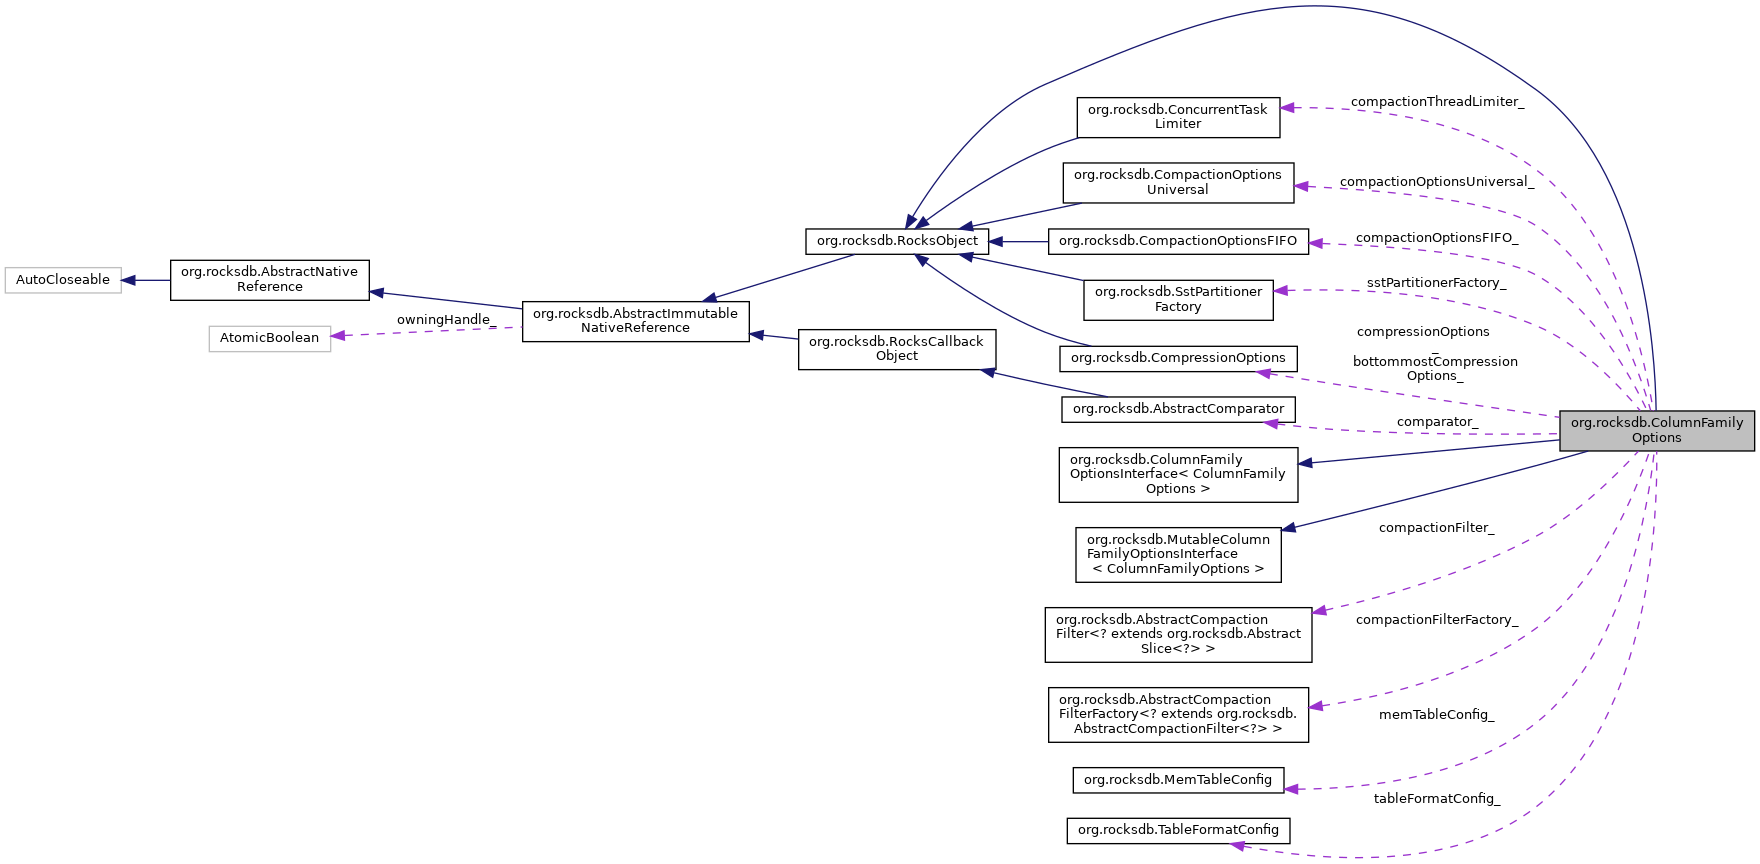 org.rocksdb.ConcurrentTask
Limiter
compactionThreadLimiter_
org.rocksdb.CompactionOptions
Universal
compactionOptionsUniversal_
org.rocksdb.RocksObject
org.rocksdb.CompactionOptionsFIFO
compactionOptionsFIFO_
AutoCloseable
org.rocksdb.AbstractNative
Reference
org.rocksdb.SstPartitioner
Factory
sstPartitionerFactory_
owningHandle_
AtomicBoolean
org.rocksdb.AbstractImmutable
NativeReference
org.rocksdb.RocksCallback
Object
org.rocksdb.CompressionOptions
compressionOptions
_
bottommostCompression
Options_
org.rocksdb.AbstractComparator
comparator_
org.rocksdb.ColumnFamily
Options
org.rocksdb.ColumnFamily
OptionsInterface< ColumnFamily
Options >
org.rocksdb.MutableColumn
FamilyOptionsInterface
< ColumnFamilyOptions >
compactionFilter_
org.rocksdb.AbstractCompaction
Filter<? extends org.rocksdb.Abstract
Slice<?> >
compactionFilterFactory_
org.rocksdb.AbstractCompaction
FilterFactory<? extends org.rocksdb.
AbstractCompactionFilter<?> >
memTableConfig_
org.rocksdb.MemTableConfig
tableFormatConfig_
org.rocksdb.TableFormatConfig